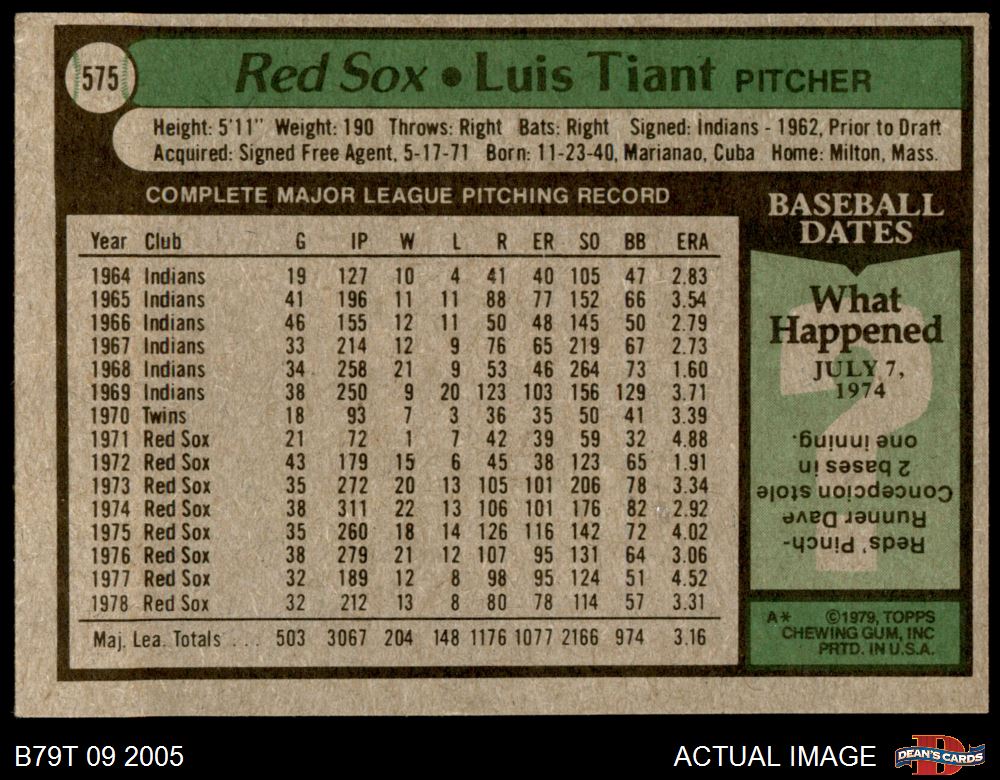 575
Red Sox • Luis Tiant PITCHER
Height: 5'11" Weight: 190 Throws: Right Bats: Right Signed: Indians - 1962, Prior to Draft
Acquired: Signed Free Agent, 5-17-71 Born: 11-23-40, Marianao, Cuba Home: Milton, Mass.
COMPLETE MAJOR LEAGUE PITCHING RECORD
Year Club G IP W L R ER SO BB ERA
1964 Indians 19 127 10 4 41 40 105 47 2.83
1965 Indians 41 196 11 11 88 77 152 66 3.54
1966 Indians 46 155 12 11 50 48 145 50 2.79
1967 Indians 33 214 12 9 76 65 219 67 2.73
1968 Indians 34 258 21 9 53 46 264 73 1.60
1969 Indians 38 250 9 20 123 103 156 129 3.71
1970 Twins 18 93 7 3 36 35 50 41 3.39
1971 Red Sox 21 72 1 7 42 39 59 32 4.88
1972 Red Sox 43 179 15 6 45 38 123 65 1.91
1973 Red Sox 35 272 20 13 105 101 206 78 3.34
1974 Red Sox 38 311 22 13 106 101 176 82 2.92
1975 Red Sox 35 260 18 14 126 116 142 72 4.02
1976 Red Sox 38 279 21 12 107 95 131 64 3.06
1977 Red Sox 32 189 12 8 98 95 124 51 4.52
1978 Red Sox 32 212 13 8 80 78 114 57 3.31
Maj. Lea. Totals . . . 503 3067 204 148 1176 1077 2166 974 3.16
BASEBALL
DATES
What
Happened
JULY 7,
1974
Reds' Pinch-
Runner Dave
Concepcion stole
2 bases in
one inning.
A* ©1979, TOPPS
CHEWING GUM, INC
PRTD. IN U.S.A.
B79T 09 2005
ACTUAL IMAGE
D
DEAN'S CARDS